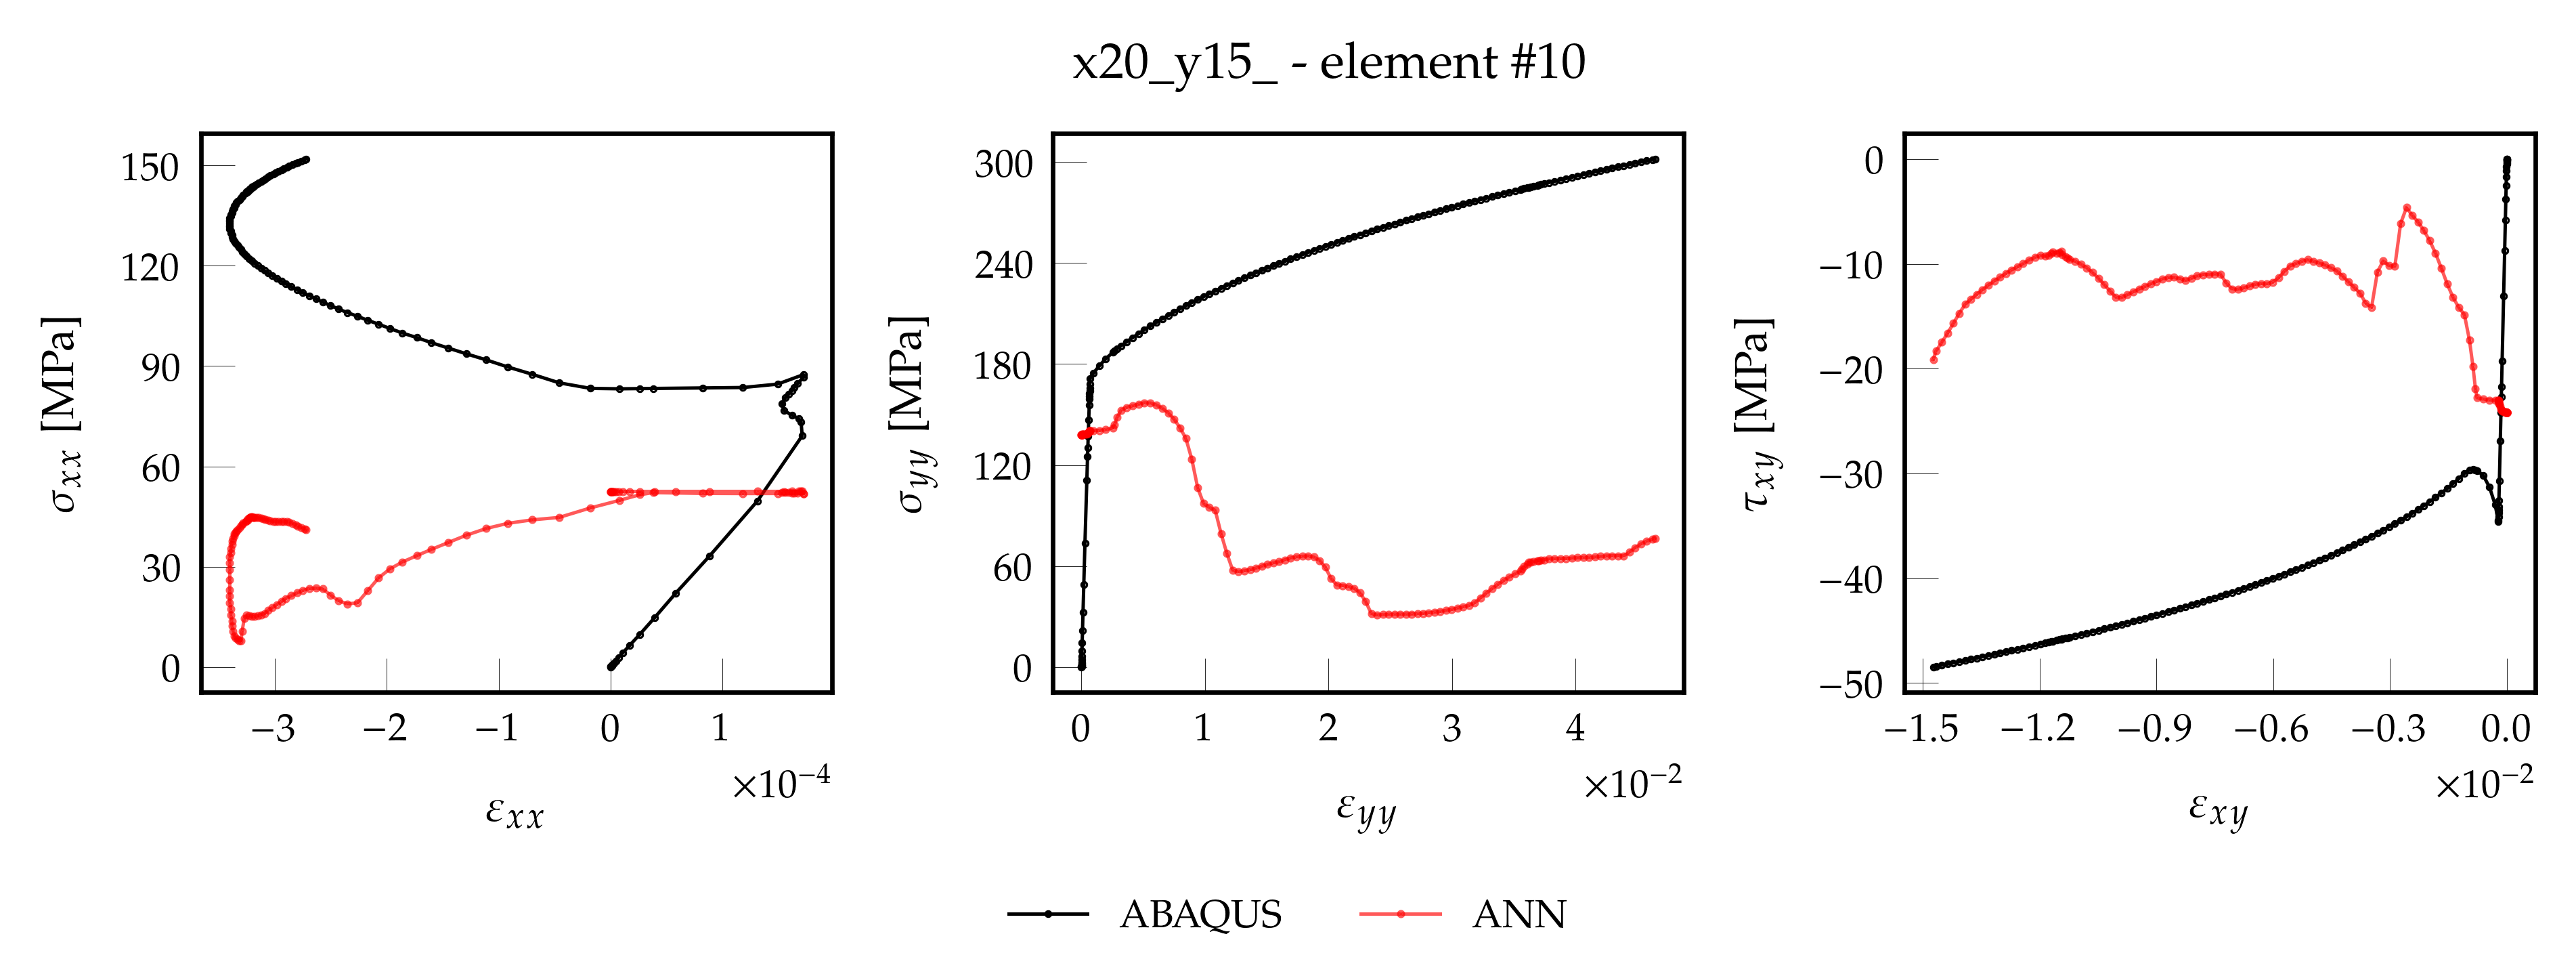 x20_y15_ - element #10
σxx [MPa]
150
120
90
60
30
0
−3 −2 −1 0 1
×10−4
εxx
σyy [MPa]
300
240
180
120
60
0
0 1 2 3 4
×10−2
εyy
τxy [MPa]
0
−10
−20
−30
−40
−50
−1.5 −1.2 −0.9 −0.6 −0.3 0.0
×10−2
εxy
ABAQUS ANN